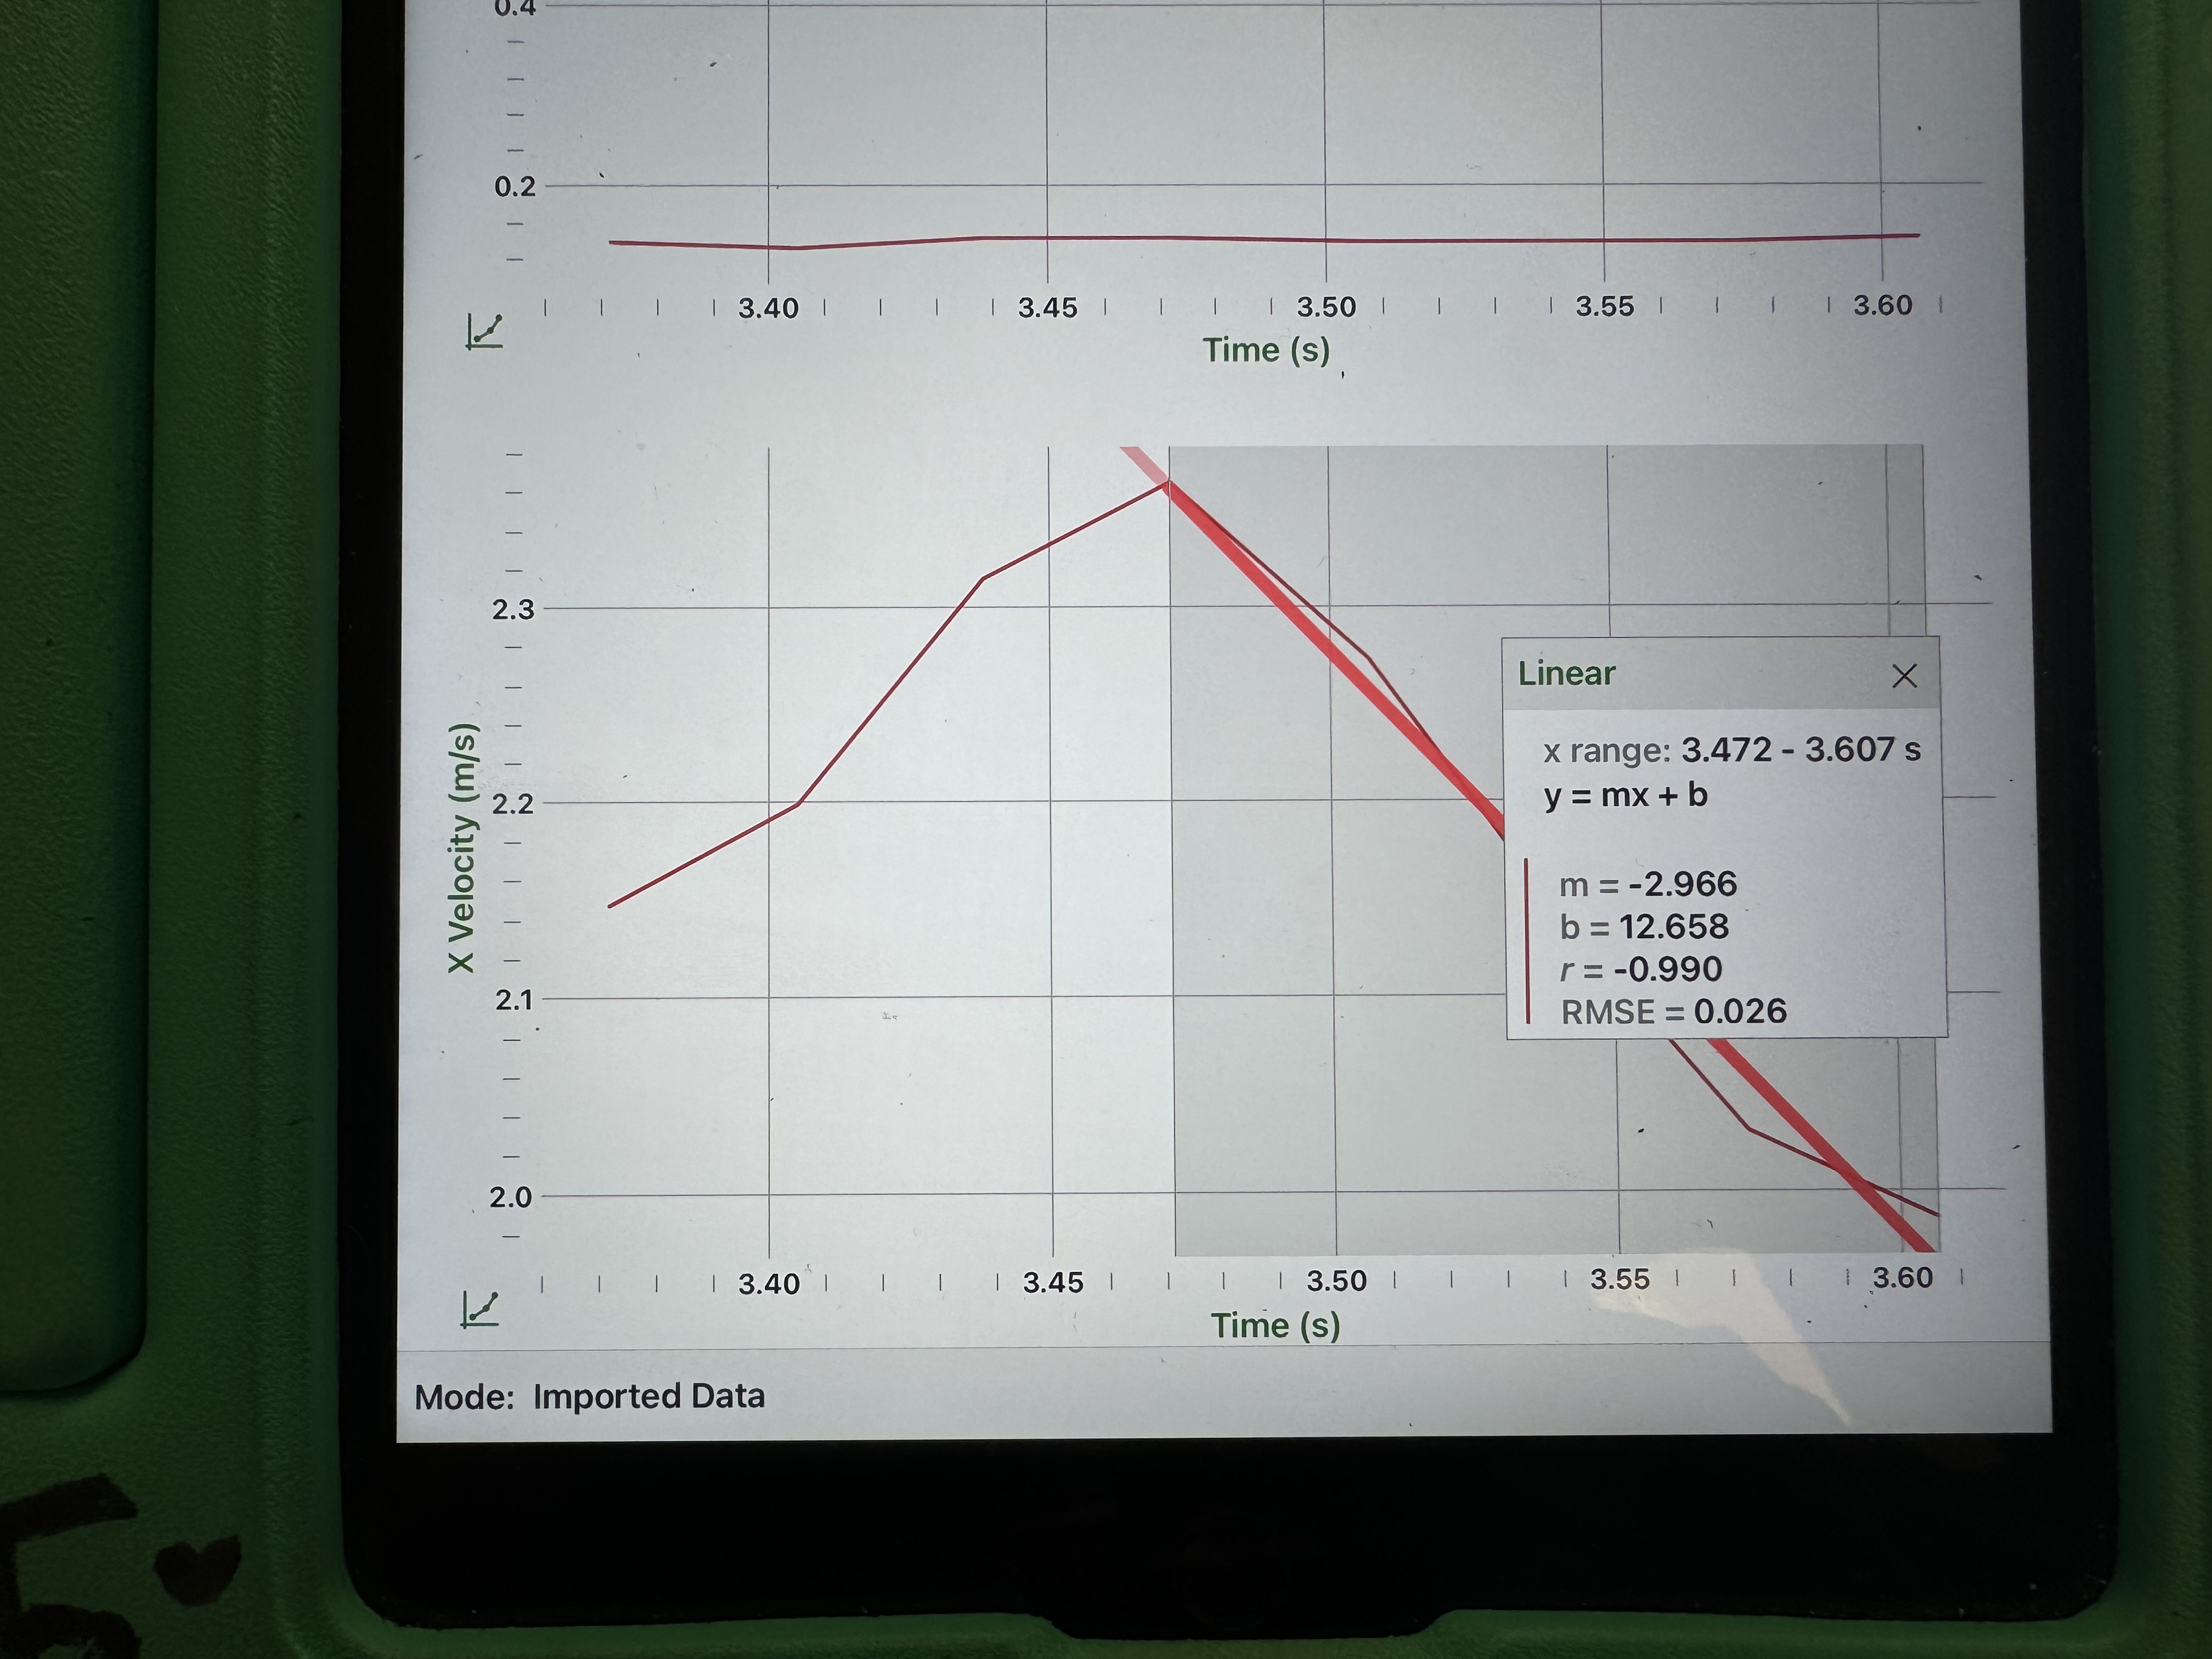 0.4
0.2
3.40 3.45 3.50 3.55 3.60
Time (s)
2.3
2.2
2.1
2.0
X Velocity (m/s)
Linear
x range: 3.472 - 3.607 s
y = mx + b
m = -2.966
b = 12.658
r = -0.990
RMSE = 0.026
3.40 3.45 3.50 3.55 3.60
Time (s)
Mode: Imported Data
5